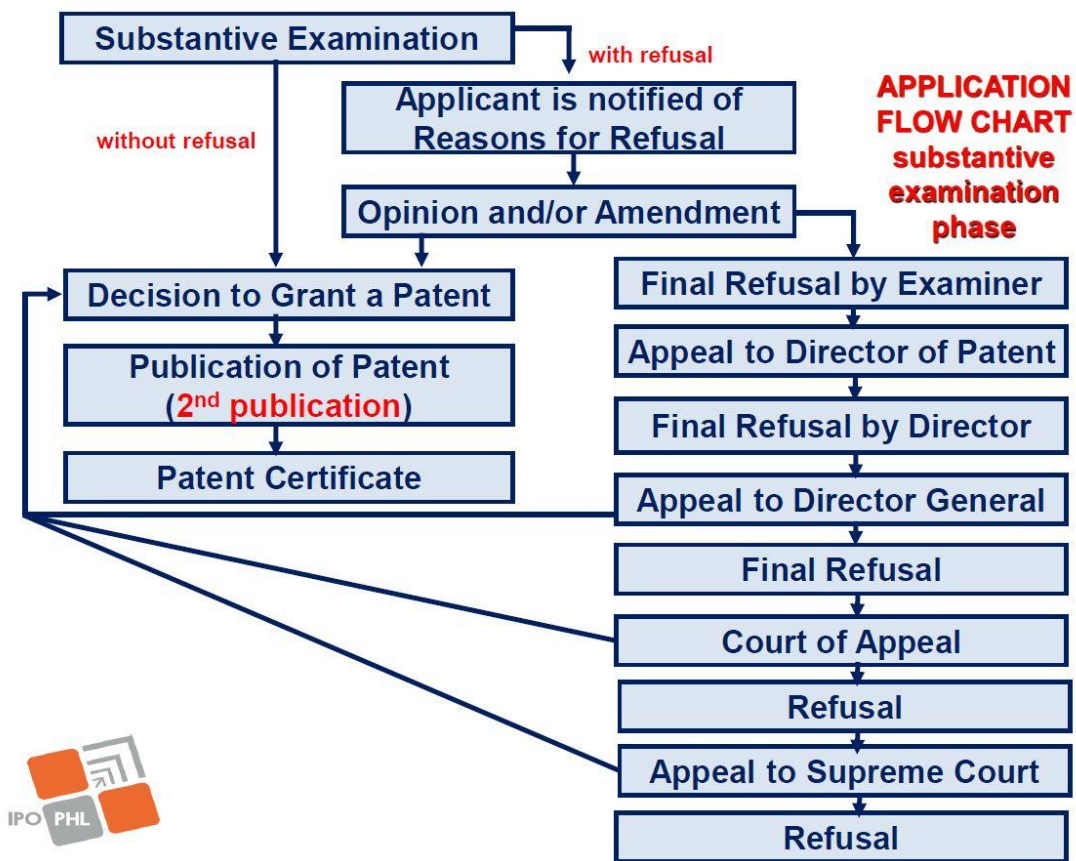 Substantive Examination
with refusal
without refusal
Applicant is notified of
Reasons for Refusal
APPLICATION
FLOW CHART
substantive
examination
phase
Opinion and/or Amendment
Decision to Grant a Patent
Publication of Patent
(2nd publication)
Patent Certificate
Final Refusal by Examiner
Appeal to Director of Patent
Final Refusal by Director
Appeal to Director General
Final Refusal
Court of Appeal
Refusal
Appeal to Supreme Court
Refusal
IPO PHL